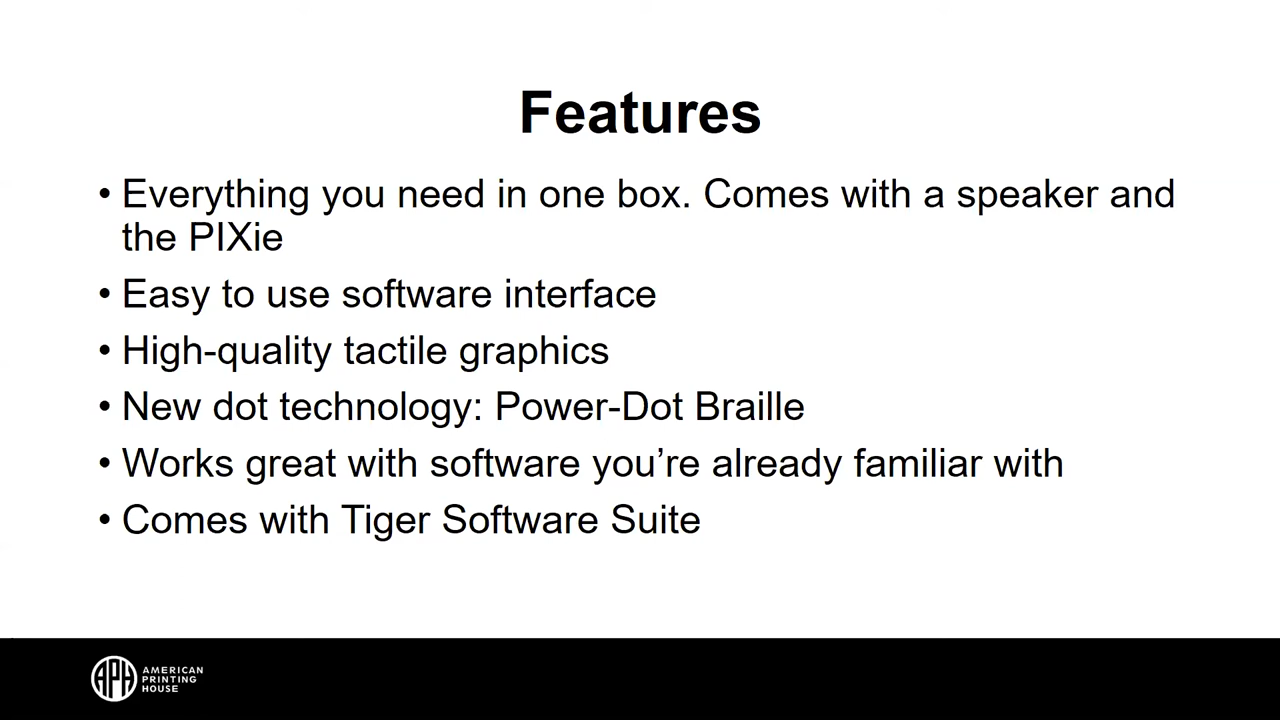 Features
• Everything you need in one box. Comes with a speaker and
the PIXie
• Easy to use software interface
• High-quality tactile graphics
• New dot technology: Power-Dot Braille
• Works great with software you’re already familiar with
• Comes with Tiger Software Suite
APH
AMERICAN
PRINTING
HOUSE